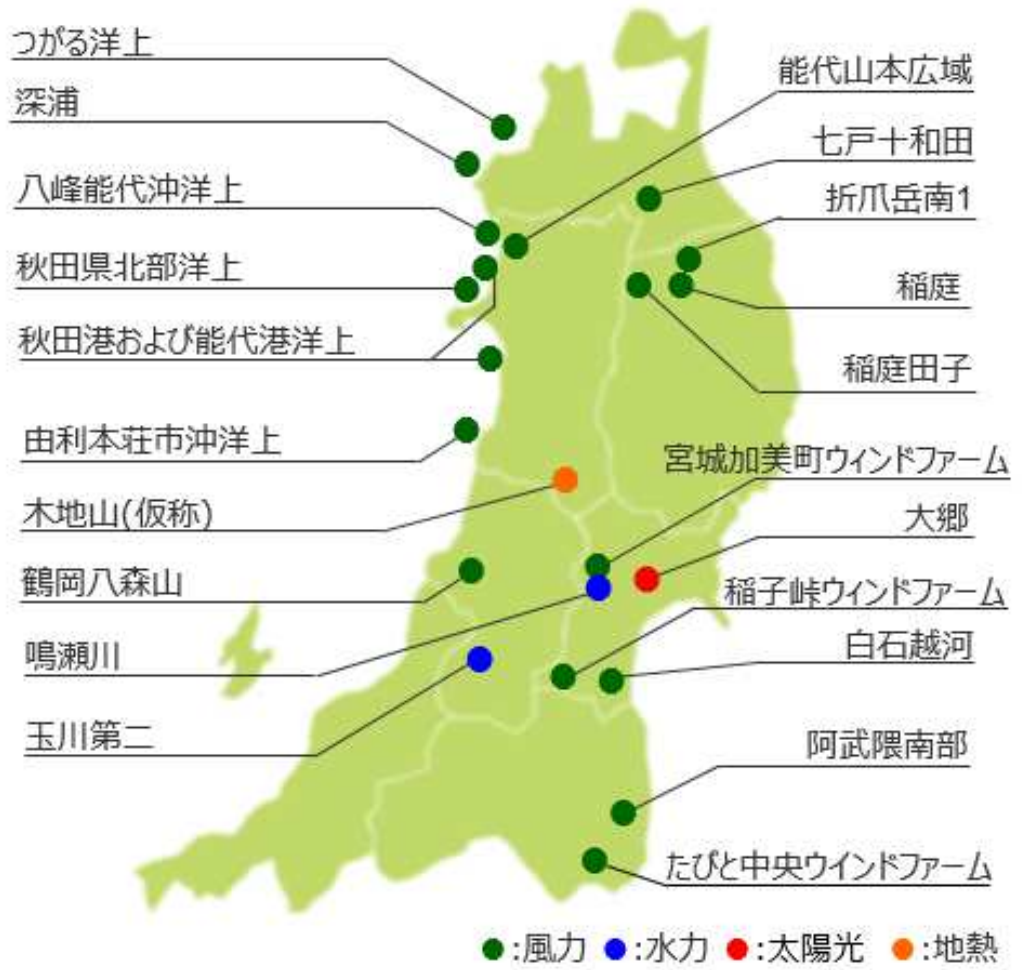 つがる洋上
深浦
八峰能代沖洋上
秋田県北部洋上
秋田港および能代港洋上
由利本荘市沖洋上
木地山(仮称)
鶴岡八森山
鳴瀬川
玉川第二
能代山本広域
七戸十和田
折爪岳南1
稲庭
稲庭田子
宮城加美町ウィンドファーム
大郷
稲子峠ウィンドファーム
白石越河
阿武隈南部
たびと中央ウインドファーム
:風力 :水力 :太陽光 :地熱